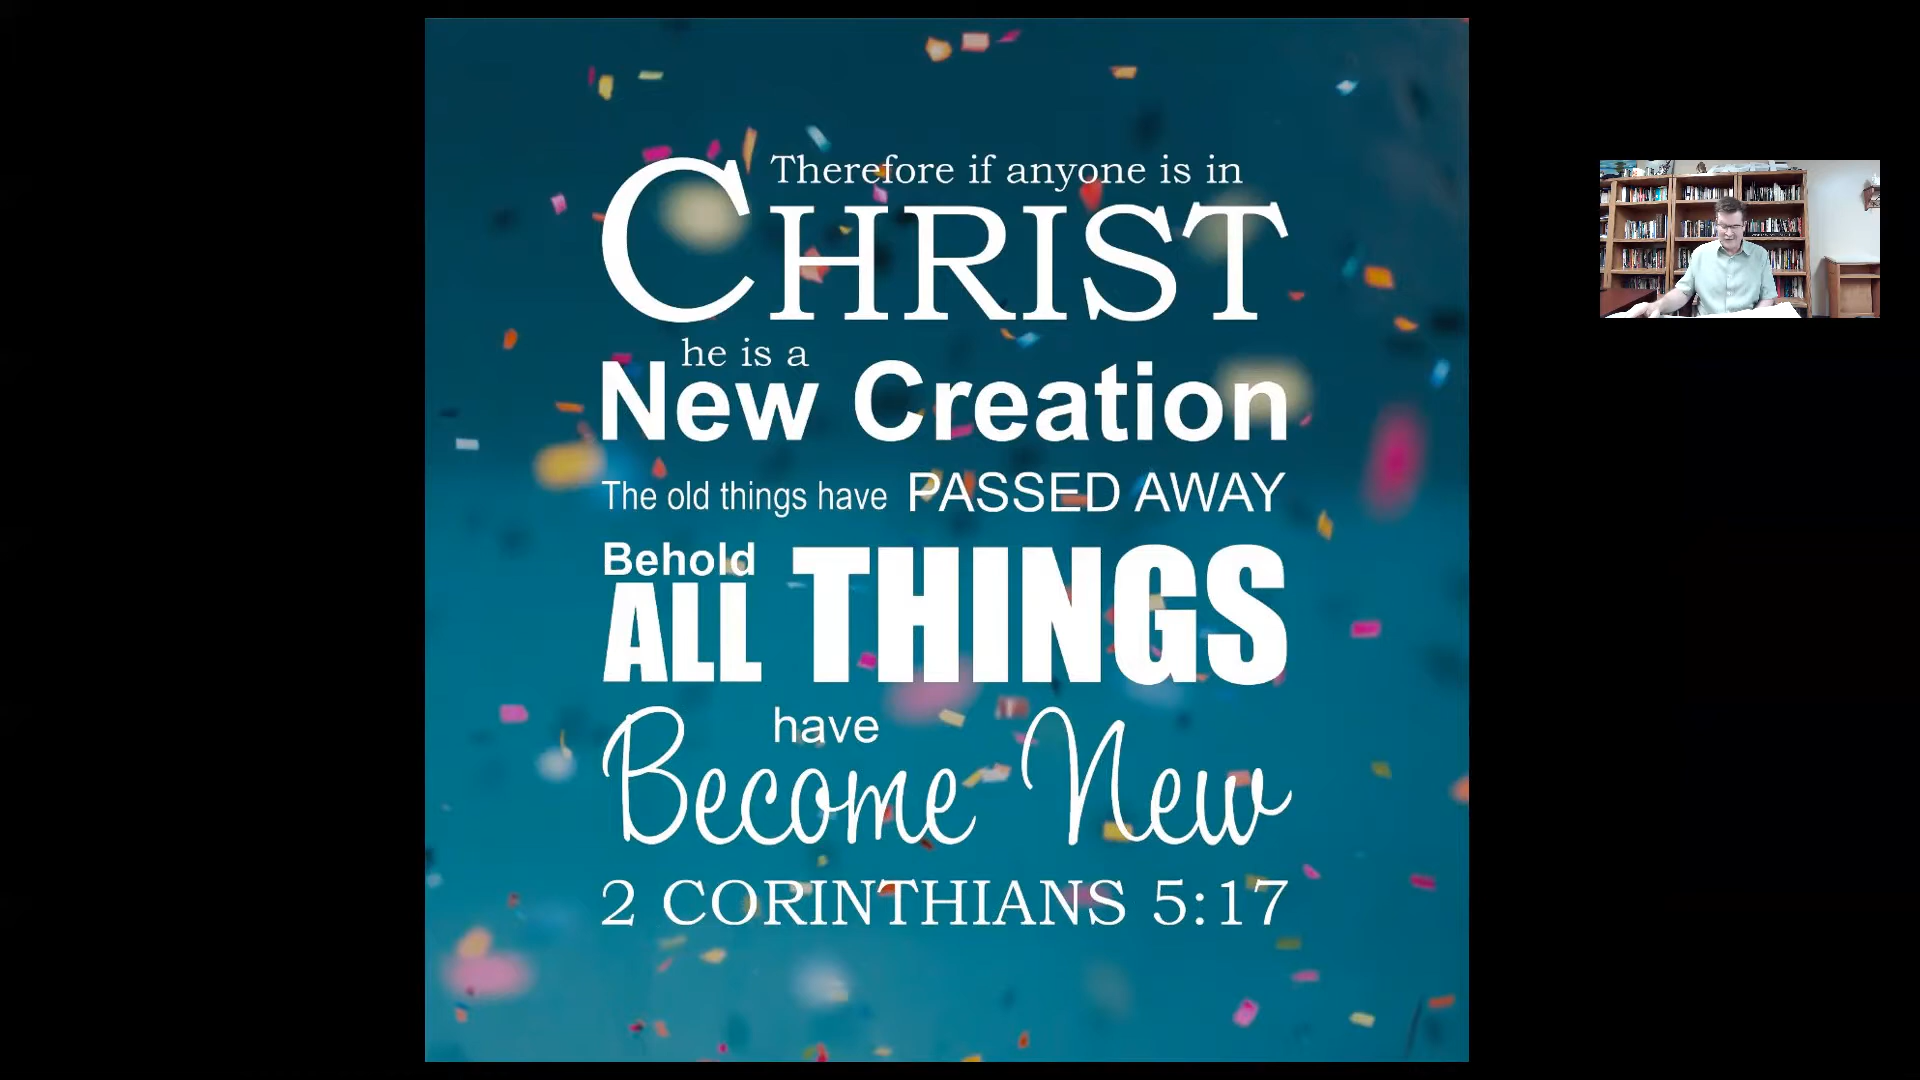 Therefore if anyone is in
CHRIST
he is a
New Creation
The old things have PASSED AWAY
Behold
ALL THINGS
have
Become New
2 CORINTHIANS 5:17